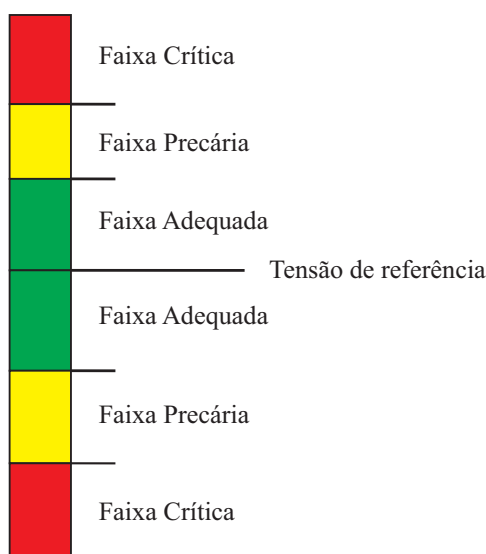 Faixa Crítica
Faixa Precária
Faixa Adequada
Tensão de referência
Faixa Adequada
Faixa Precária
Faixa Crítica